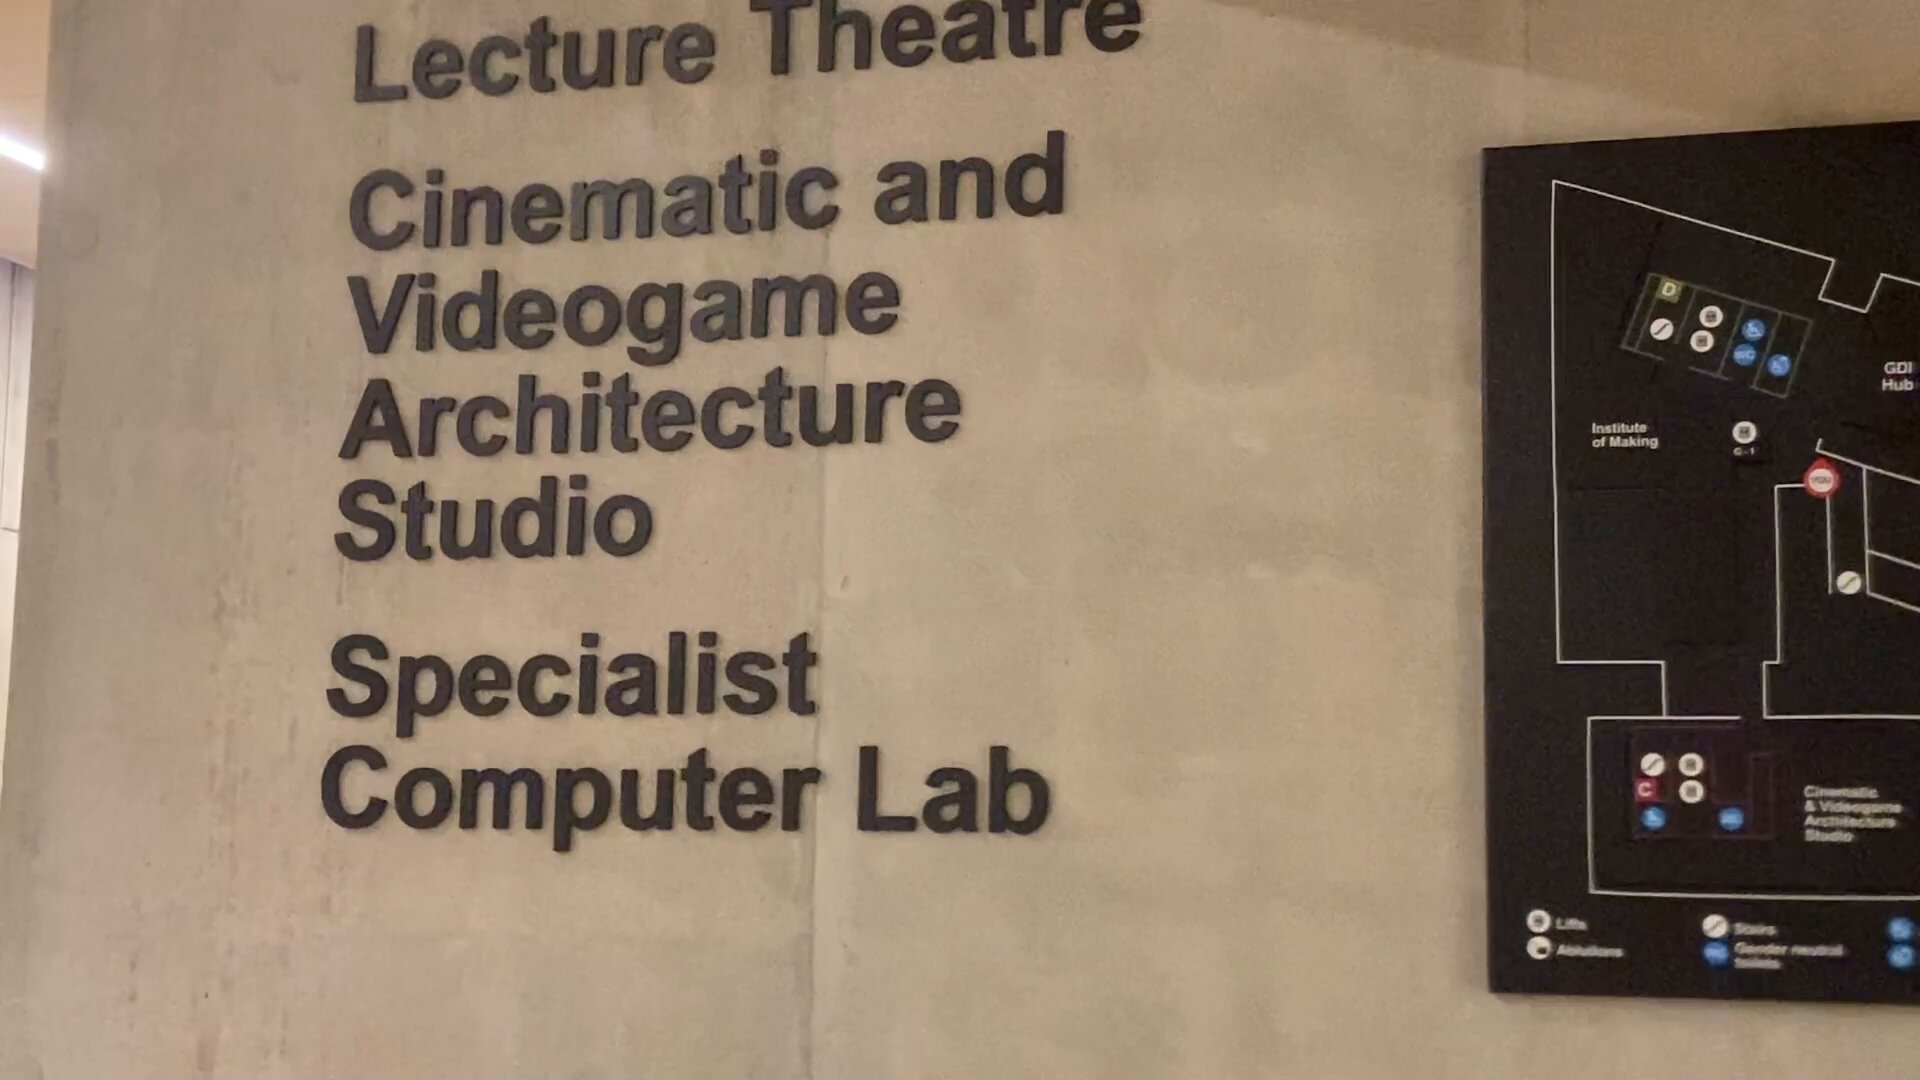 Lecture Theatre
Cinematic and
Videogame
Architecture
Studio
Specialist
Computer Lab
D
WC
GDI
Hub
Institute
of Making
G-1
YOU
C
Cinematic
& Videogame
Architecture
Studio
Lifts
Stairs
Ablutions
Gender neutral
toilets